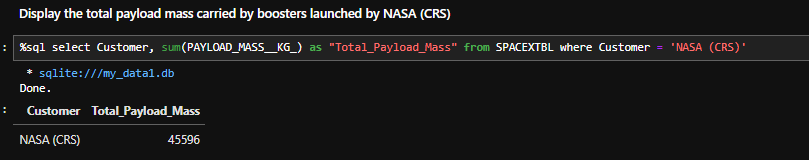 Display the total payload mass carried by boosters launched by NASA (CRS)
: %sql select Customer, sum(PAYLOAD_MASS__KG_) as "Total_Payload_Mass" from SPACEXTBL where Customer = 'NASA (CRS)'
* sqlite:///my_data1.db
Done.
: Customer Total_Payload_Mass
NASA (CRS) 45596